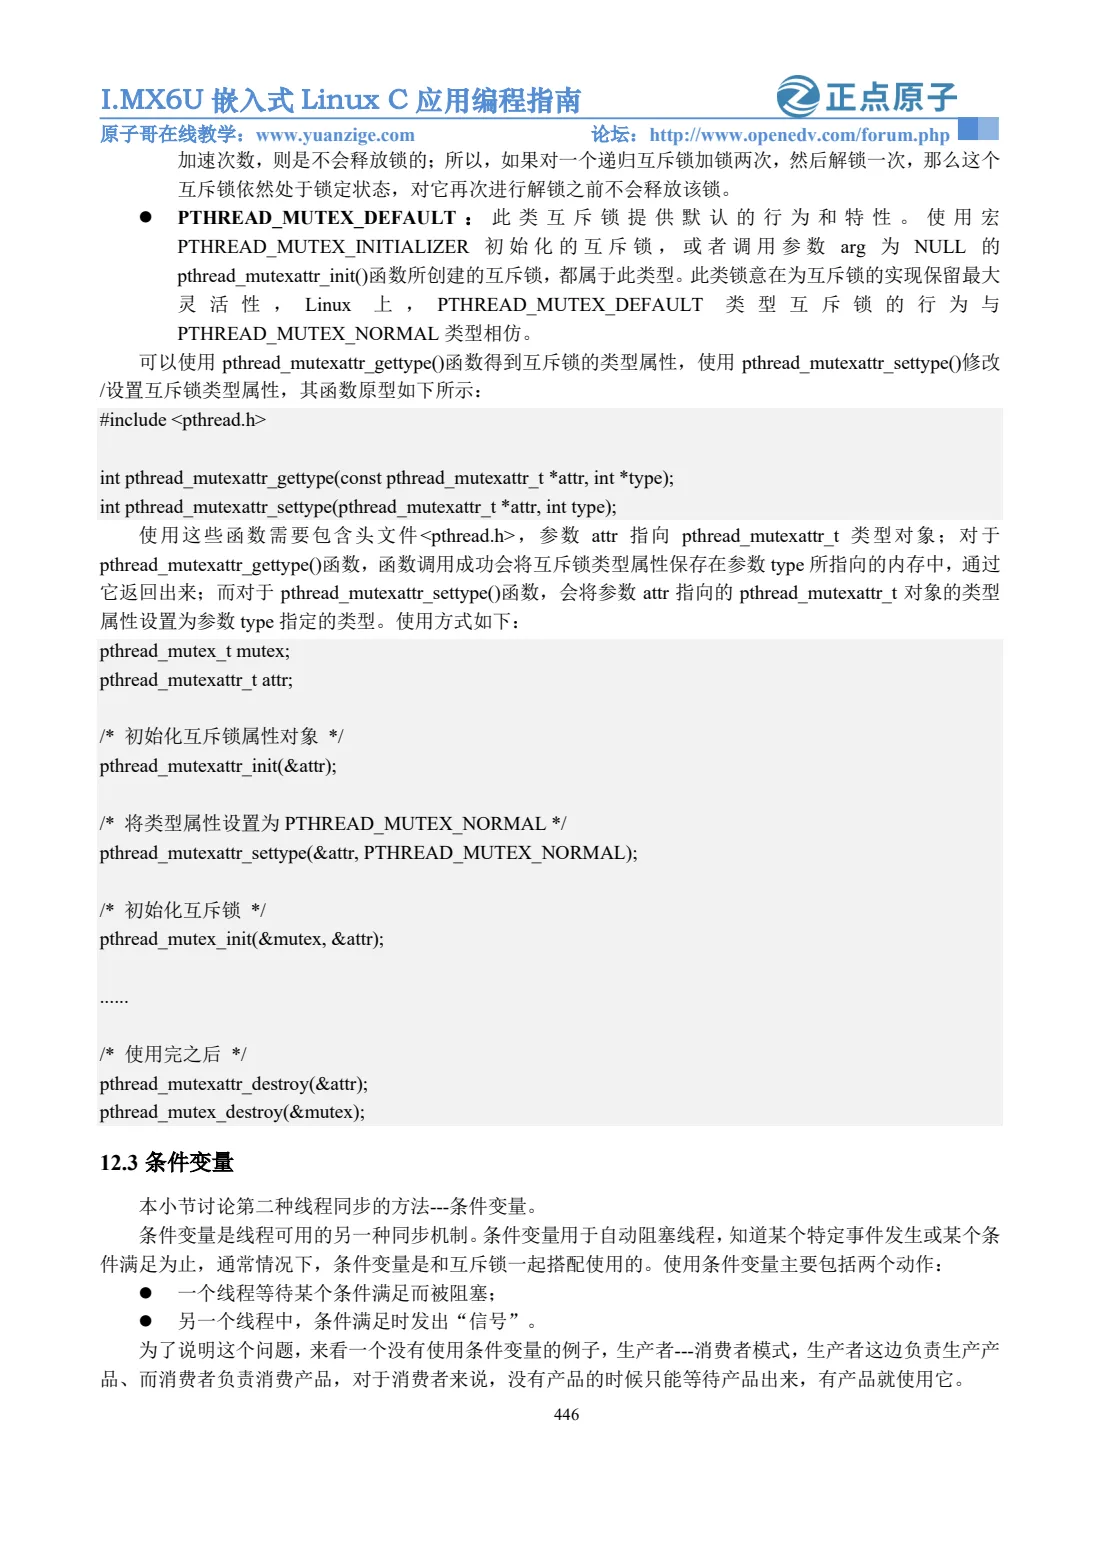 I.MX6U 嵌入式 Linux C 应用编程指南
正点原子
原子哥在线教学：www.yuanzige.com 论坛：http://www.openedv.com/forum.php
加速次数，则是不会释放锁的；所以，如果对一个递归互斥锁加锁两次，然后解锁一次，那么这个
互斥锁依然处于锁定状态，对它再次进行解锁之前不会释放该锁。
● PTHREAD_MUTEX_DEFAULT：此类互斥锁提供默认的行为和特性。使用宏
PTHREAD_MUTEX_INITIALIZER 初始化的互斥锁，或者调用参数 arg 为 NULL 的
pthread_mutexattr_init()函数所创建的互斥锁，都属于此类型。此类锁意在为互斥锁的实现保留最大
灵活性，Linux 上，PTHREAD_MUTEX_DEFAULT 类型互斥锁的行为与
PTHREAD_MUTEX_NORMAL 类型相仿。
可以使用 pthread_mutexattr_gettype()函数得到互斥锁的类型属性，使用 pthread_mutexattr_settype()修改
/设置互斥锁类型属性，其函数原型如下所示：
#include <pthread.h>
int pthread_mutexattr_gettype(const pthread_mutexattr_t *attr, int *type);
int pthread_mutexattr_settype(pthread_mutexattr_t *attr, int type);
使用这些函数需要包含头文件<pthread.h>，参数 attr 指向 pthread_mutexattr_t 类型对象；对于
pthread_mutexattr_gettype()函数，函数调用成功会将互斥锁类型属性保存在参数 type 所指向的内存中，通过
它返回出来；而对于 pthread_mutexattr_settype()函数，会将参数 attr 指向的 pthread_mutexattr_t 对象的类型
属性设置为参数 type 指定的类型。使用方式如下：
pthread_mutex_t mutex;
pthread_mutexattr_t attr;
/* 初始化互斥锁属性对象 */
pthread_mutexattr_init(&attr);
/* 将类型属性设置为 PTHREAD_MUTEX_NORMAL */
pthread_mutexattr_settype(&attr, PTHREAD_MUTEX_NORMAL);
/* 初始化互斥锁 */
pthread_mutex_init(&mutex, &attr);
......
/* 使用完之后 */
pthread_mutexattr_destroy(&attr);
pthread_mutex_destroy(&mutex);
12.3 条件变量
本小节讨论第二种线程同步的方法---条件变量。
条件变量是线程可用的另一种同步机制。条件变量用于自动阻塞线程，知道某个特定事件发生或某个条
件满足为止，通常情况下，条件变量是和互斥锁一起搭配使用的。使用条件变量主要包括两个动作：
● 一个线程等待某个条件满足而被阻塞；
● 另一个线程中，条件满足时发出“信号”。
为了说明这个问题，来看一个没有使用条件变量的例子，生产者---消费者模式，生产者这边负责生产产
品、而消费者负责消费产品，对于消费者来说，没有产品的时候只能等待产品出来，有产品就使用它。
446